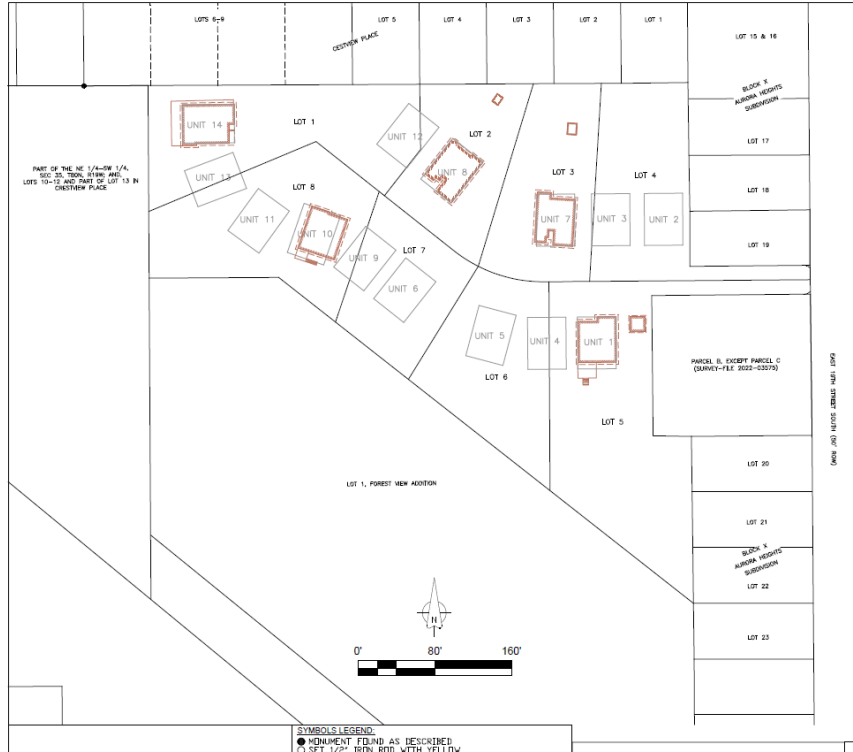 LOTS 6-9
LOT 5
LOT 4
LOT 3
LOT 2
LOT 1
CESTVIEW PLACE
LOT 15 & 16
BLOCK X
AURORA HEIGHTS
SUBDIVISION
LOT 17
LOT 18
LOT 19
UNIT 14
LOT 1
UNIT 12
LOT 2
UNIT 8
LOT 3
LOT 4
PART OF THE NE 1/4-SW 1/4,
SEC 35, T80N, R19W; AND,
LOTS 10-12 AND PART OF LOT 13 IN
CRESTVIEW PLACE
UNIT 13
LOT 8
UNIT 11
UNIT 10
UNIT 9
LOT 7
UNIT 6
UNIT 7
UNIT 3
UNIT 2
UNIT 5
UNIT 4
UNIT 1
LOT 6
LOT 5
PARCEL B, EXCEPT PARCEL C
(SURVEY-FILE 2022-03575)
EAST 19TH STREET SOUTH (50' ROW)
LOT 1, FOREST VIEW ADDITION
LOT 20
LOT 21
BLOCK X
AURORA HEIGHTS
SUBDIVISION
LOT 22
LOT 23
N
0'
80'
160'
SYMBOLS LEGEND:
MONUMENT FOUND AS DESCRIBED
SET 1/2" IRON ROD WITH YELLOW